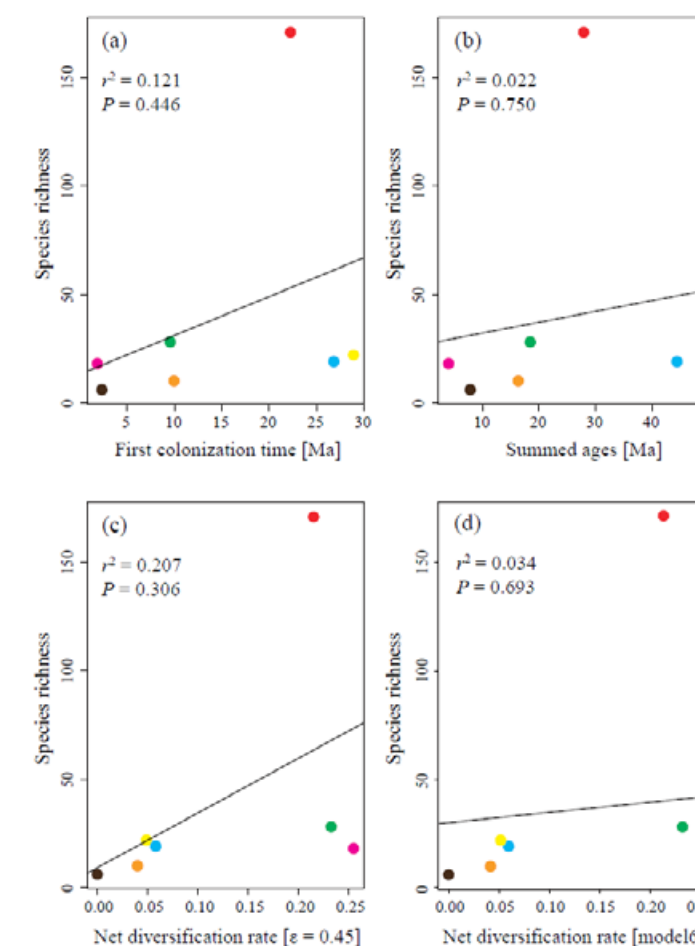 (a)
r² = 0.121
P = 0.446
Species richness
0
50
100
150
5 10 15 20 25 30
First colonization time [Ma]
(b)
r² = 0.022
P = 0.750
Species richness
0
50
100
150
10 20 30 40
Summed ages [Ma]
(c)
r² = 0.207
P = 0.306
Species richness
0
50
100
150
0.00 0.05 0.10 0.15 0.20 0.25
Net diversification rate [ε = 0.45]
(d)
r² = 0.034
P = 0.693
Species richness
0
50
100
150
0.00 0.05 0.10 0.15 0.20
Net diversification rate [model6